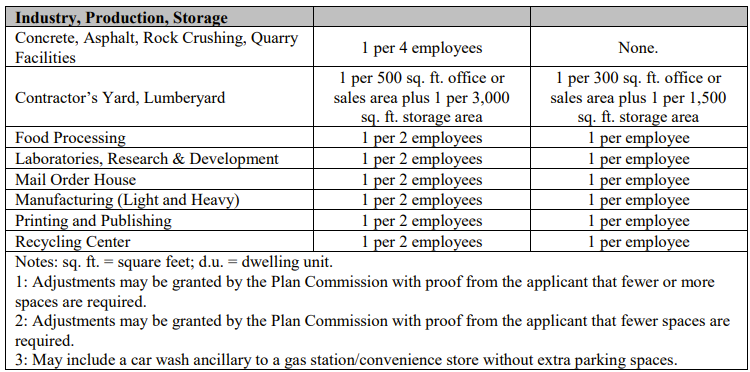 Industry, Production, Storage
Concrete, Asphalt, Rock Crushing, Quarry
Facilities
1 per 4 employees
None.
Contractor's Yard, Lumberyard
1 per 500 sq. ft. office or
sales area plus 1 per 3,000
sq. ft. storage area
1 per 300 sq. ft. office or
sales area plus 1 per 1,500
sq. ft. storage area
Food Processing
1 per 2 employees
1 per employee
Laboratories, Research & Development
1 per 2 employees
1 per employee
Mail Order House
1 per 2 employees
1 per employee
Manufacturing (Light and Heavy)
1 per 2 employees
1 per employee
Printing and Publishing
1 per 2 employees
1 per employee
Recycling Center
1 per 2 employees
1 per employee
Notes: sq. ft. = square feet; d.u. = dwelling unit.
1: Adjustments may be granted by the Plan Commission with proof from the applicant that fewer or more
spaces are required.
2: Adjustments may be granted by the Plan Commission with proof from the applicant that fewer spaces are
required.
3: May include a car wash ancillary to a gas station/convenience store without extra parking spaces.